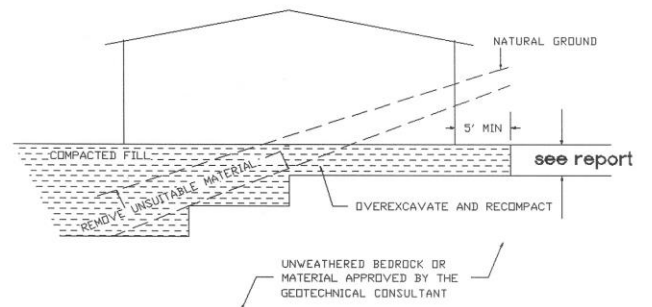 NATURAL GROUND
5' MIN
COMPACTED FILL
see report
REMOVE UNSUITABLE MATERIAL
OVEREXCAVATE AND RECOMPACT
UNWEATHERED BEDROCK OR
MATERIAL APPROVED BY THE
GEOTECHNICAL CONSULTANT